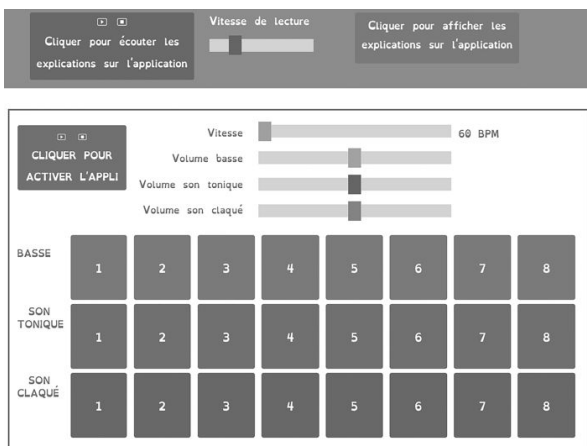 Cliquer pour écouter les
explications sur l'application
Vitesse de lecture
Cliquer pour afficher les
explications sur l'application
CLIQUER POUR
ACTIVER L'APPLI
Vitesse
60 BPM
Volume basse
Volume son tonique
Volume son claqué
BASSE
1 2 3 4 5 6 7 8
SON
TONIQUE
1 2 3 4 5 6 7 8
SON
CLAQUÉ
1 2 3 4 5 6 7 8